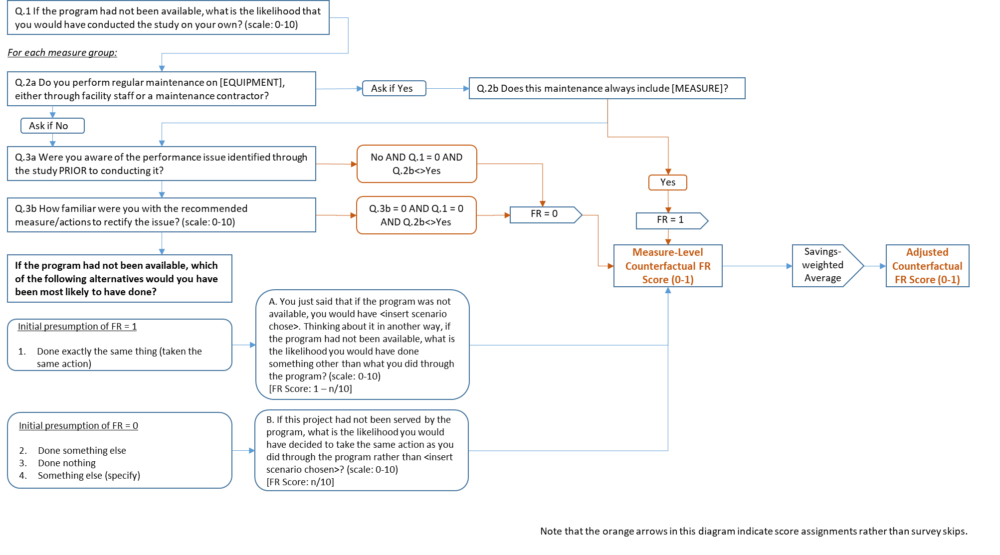 Q.1 If the program had not been available, what is the likelihood that
you would have conducted the study on your own? (scale: 0-10)
For each measure group:
Q.2a Do you perform regular maintenance on [EQUIPMENT],
either through facility staff or a maintenance contractor?
Ask if Yes
Q.2b Does this maintenance always include [MEASURE]?
Ask if No
Q.3a Were you aware of the performance issue identified through
the study PRIOR to conducting it?
No AND Q.1 = 0 AND
Q.2b<>Yes
Yes
Q.3b How familiar were you with the recommended
measure/actions to rectify the issue? (scale: 0-10)
Q.3b = 0 AND Q.1 = 0
AND Q.2b<>Yes
FR = 0
FR = 1
If the program had not been available, which
of the following alternatives would you have
been most likely to have done?
Measure-Level
Counterfactual FR
Score (0-1)
Savings-
weighted
Average
Adjusted
Counterfactual
FR Score (0-1)
Initial presumption of FR = 1
1. Done exactly the same thing (taken the
same action)
A. You just said that if the program was not
available, you would have <insert scenario
chose>. Thinking about it in another way, if
the program had not been available, what is
the likelihood you would have done
something other than what you did through
the program? (scale: 0-10)
[FR Score: 1 – n/10]
Initial presumption of FR = 0
2. Done something else
3. Done nothing
4. Something else (specify)
B. If this project had not been served by the
program, what is the likelihood you would
have decided to take the same action as you
did through the program rather than <insert
scenario chosen>? (scale: 0-10)
[FR Score: n/10]
Note that the orange arrows in this diagram indicate score assignments rather than survey skips.